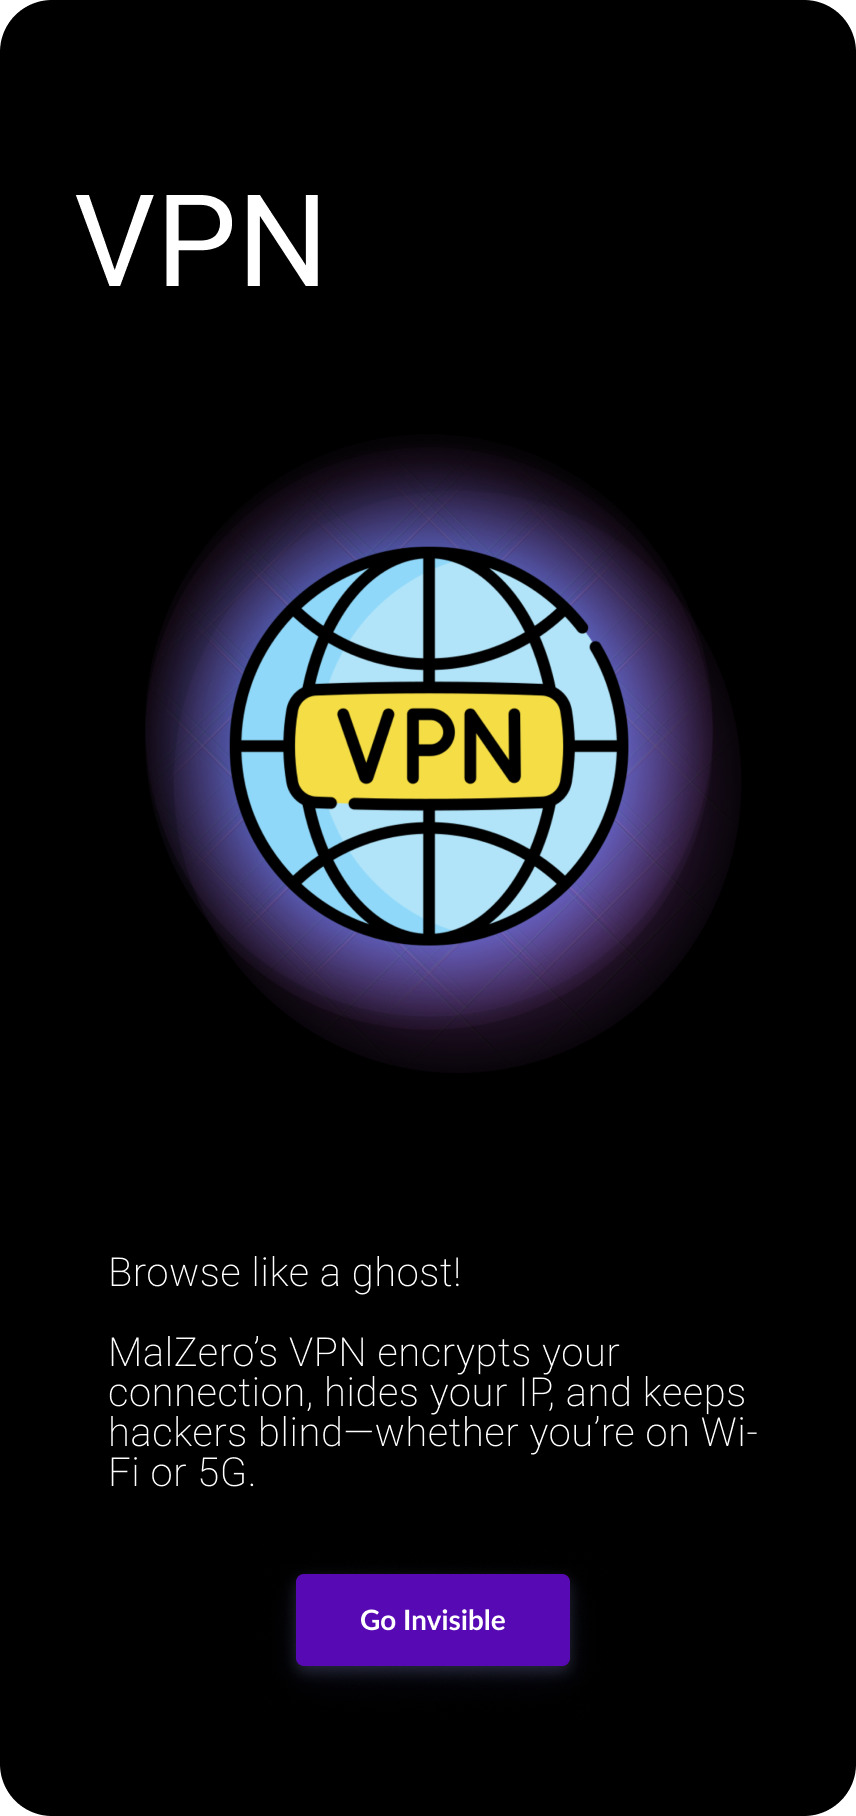 VPN
VPN
Browse like a ghost!
MalZero’s VPN encrypts your
connection, hides your IP, and keeps
hackers blind—whether you’re on Wi-
Fi or 5G.
Go Invisible